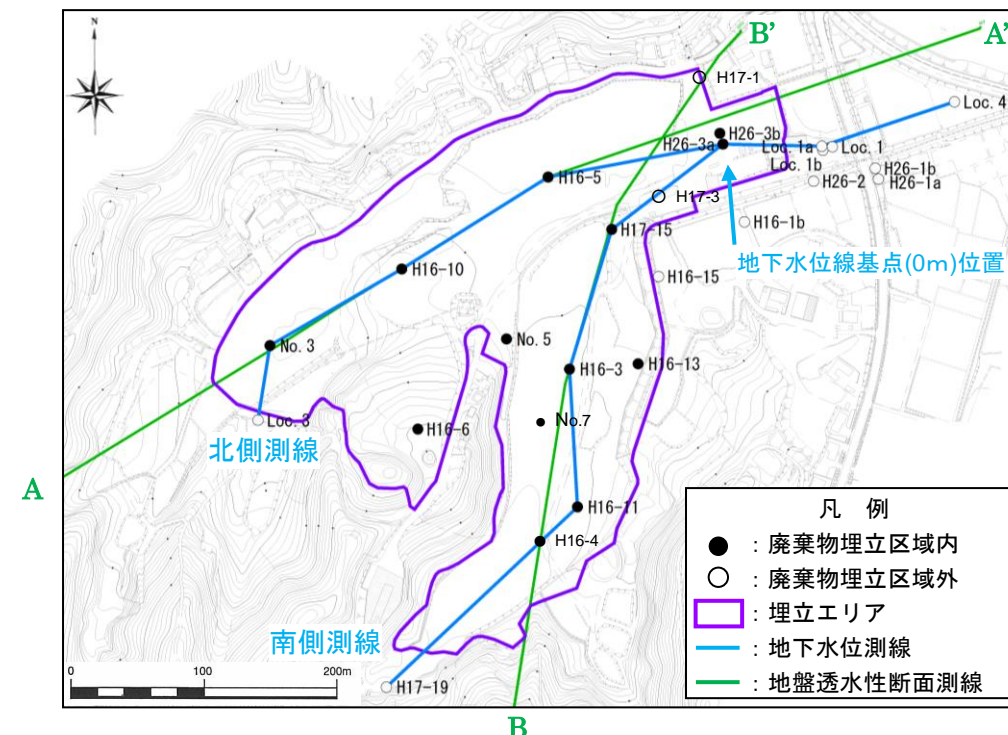 B'
A'
N
H17-1
Loc. 4
H26-3b
H26-3a
Loc. 1a
Loc. 1
Loc. 1b
H26-1b
H26-2
H26-1a
H16-5
H17-3
H16-1b
H17-15
地下水位線基点(0m)位置
H16-10
H16-15
No. 3
No. 5
H16-3
H16-13
Loc. 3
H16-6
No.7
北側測線
A
H16-11
H16-4
南側測線
H17-19
0
100
200m
B
凡 例
: 廃棄物埋立区域内
: 廃棄物埋立区域外
: 埋立エリア
: 地下水位測線
: 地盤透水性断面測線